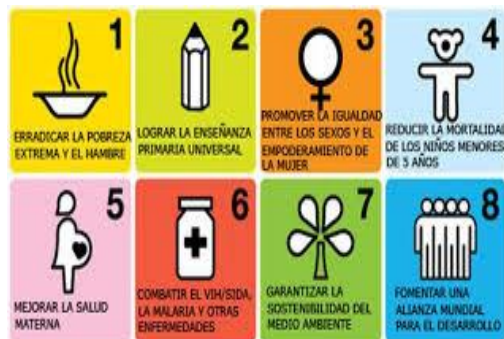 1
ERRADICAR LA POBREZA
EXTREMA Y EL HAMBRE
2
LOGRAR LA ENSEÑANZA
PRIMARIA UNIVERSAL
3
PROMOVER LA IGUALDAD
ENTRE LOS SEXOS Y EL
EMPODERAMIENTO DE
LA MUJER
4
REDUCIR LA MORTALIDAD
DE LOS NIÑOS MENORES
DE 5 AÑOS
5
MEJORAR LA SALUD
MATERNA
6
COMBATIR EL VIH/SIDA,
LA MALARIA Y OTRAS
ENFERMEDADES
7
GARANTIZAR LA
SOSTENIBILIDAD DEL
MEDIO AMBIENTE
8
FOMENTAR UNA
ALIANZA MUNDIAL
PARA EL DESARROLLO